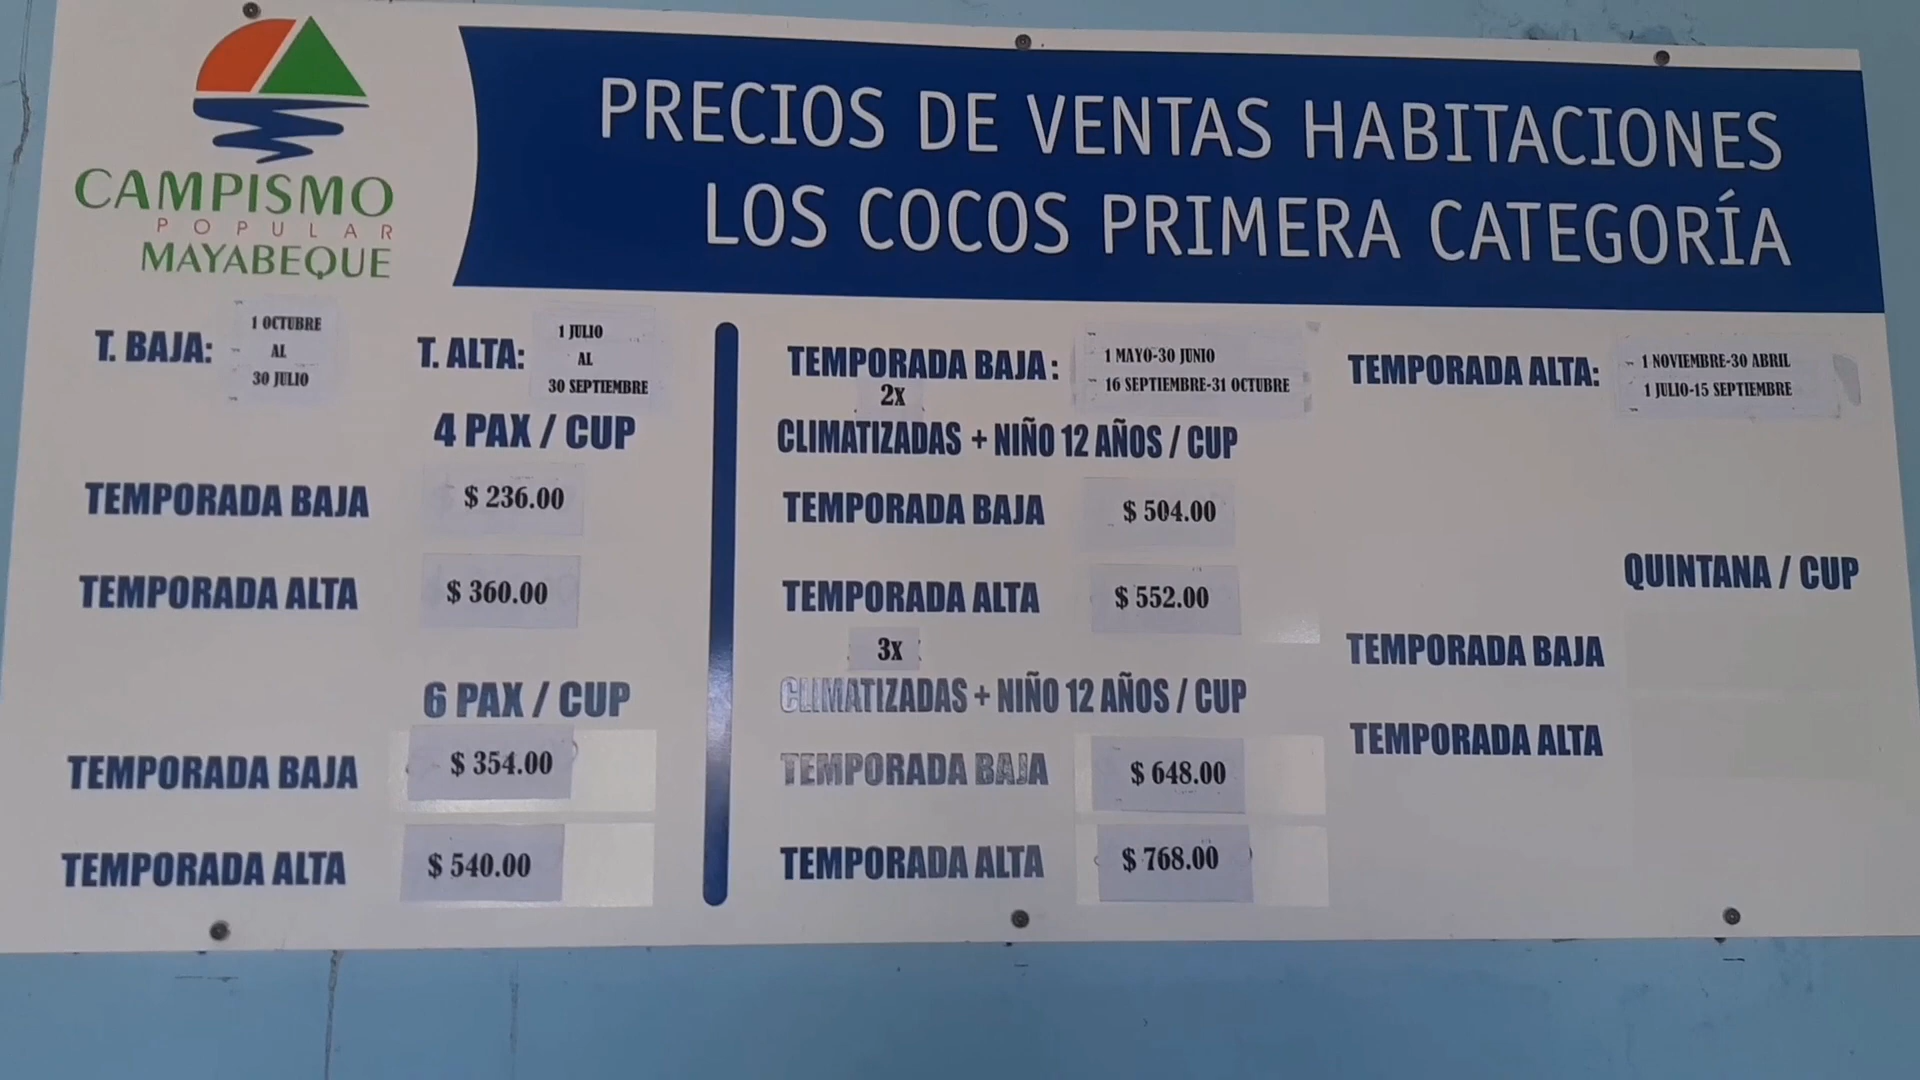 CAMPISMO
POPULAR
MAYABEQUE
PRECIOS DE VENTAS HABITACIONES
LOS COCOS PRIMERA CATEGORÍA
T. BAJA:
1 OCTUBRE
AL
30 JULIO
T. ALTA:
1 JULIO
AL
30 SEPTIEMBRE
4 PAX / CUP
TEMPORADA BAJA $ 236.00
TEMPORADA ALTA $ 360.00
6 PAX / CUP
TEMPORADA BAJA $ 354.00
TEMPORADA ALTA $ 540.00
TEMPORADA BAJA :
1 MAYO-30 JUNIO
16 SEPTIEMBRE-31 OCTUBRE
2x
CLIMATIZADAS + NIÑO 12 AÑOS / CUP
TEMPORADA BAJA $ 504.00
TEMPORADA ALTA $ 552.00
3x
CLIMATIZADAS + NIÑO 12 AÑOS / CUP
TEMPORADA BAJA $ 648.00
TEMPORADA ALTA $ 768.00
TEMPORADA ALTA:
1 NOVIEMBRE-30 ABRIL
1 JULIO-15 SEPTIEMBRE
QUINTANA / CUP
TEMPORADA BAJA
TEMPORADA ALTA